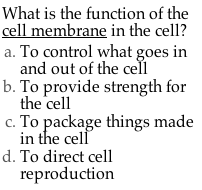 What is the function of the
cell membrane in the cell?
a. To control what goes in
and out of the cell
b. To provide strength for
the cell
c. To package things made
in the cell
d. To direct cell
reproduction